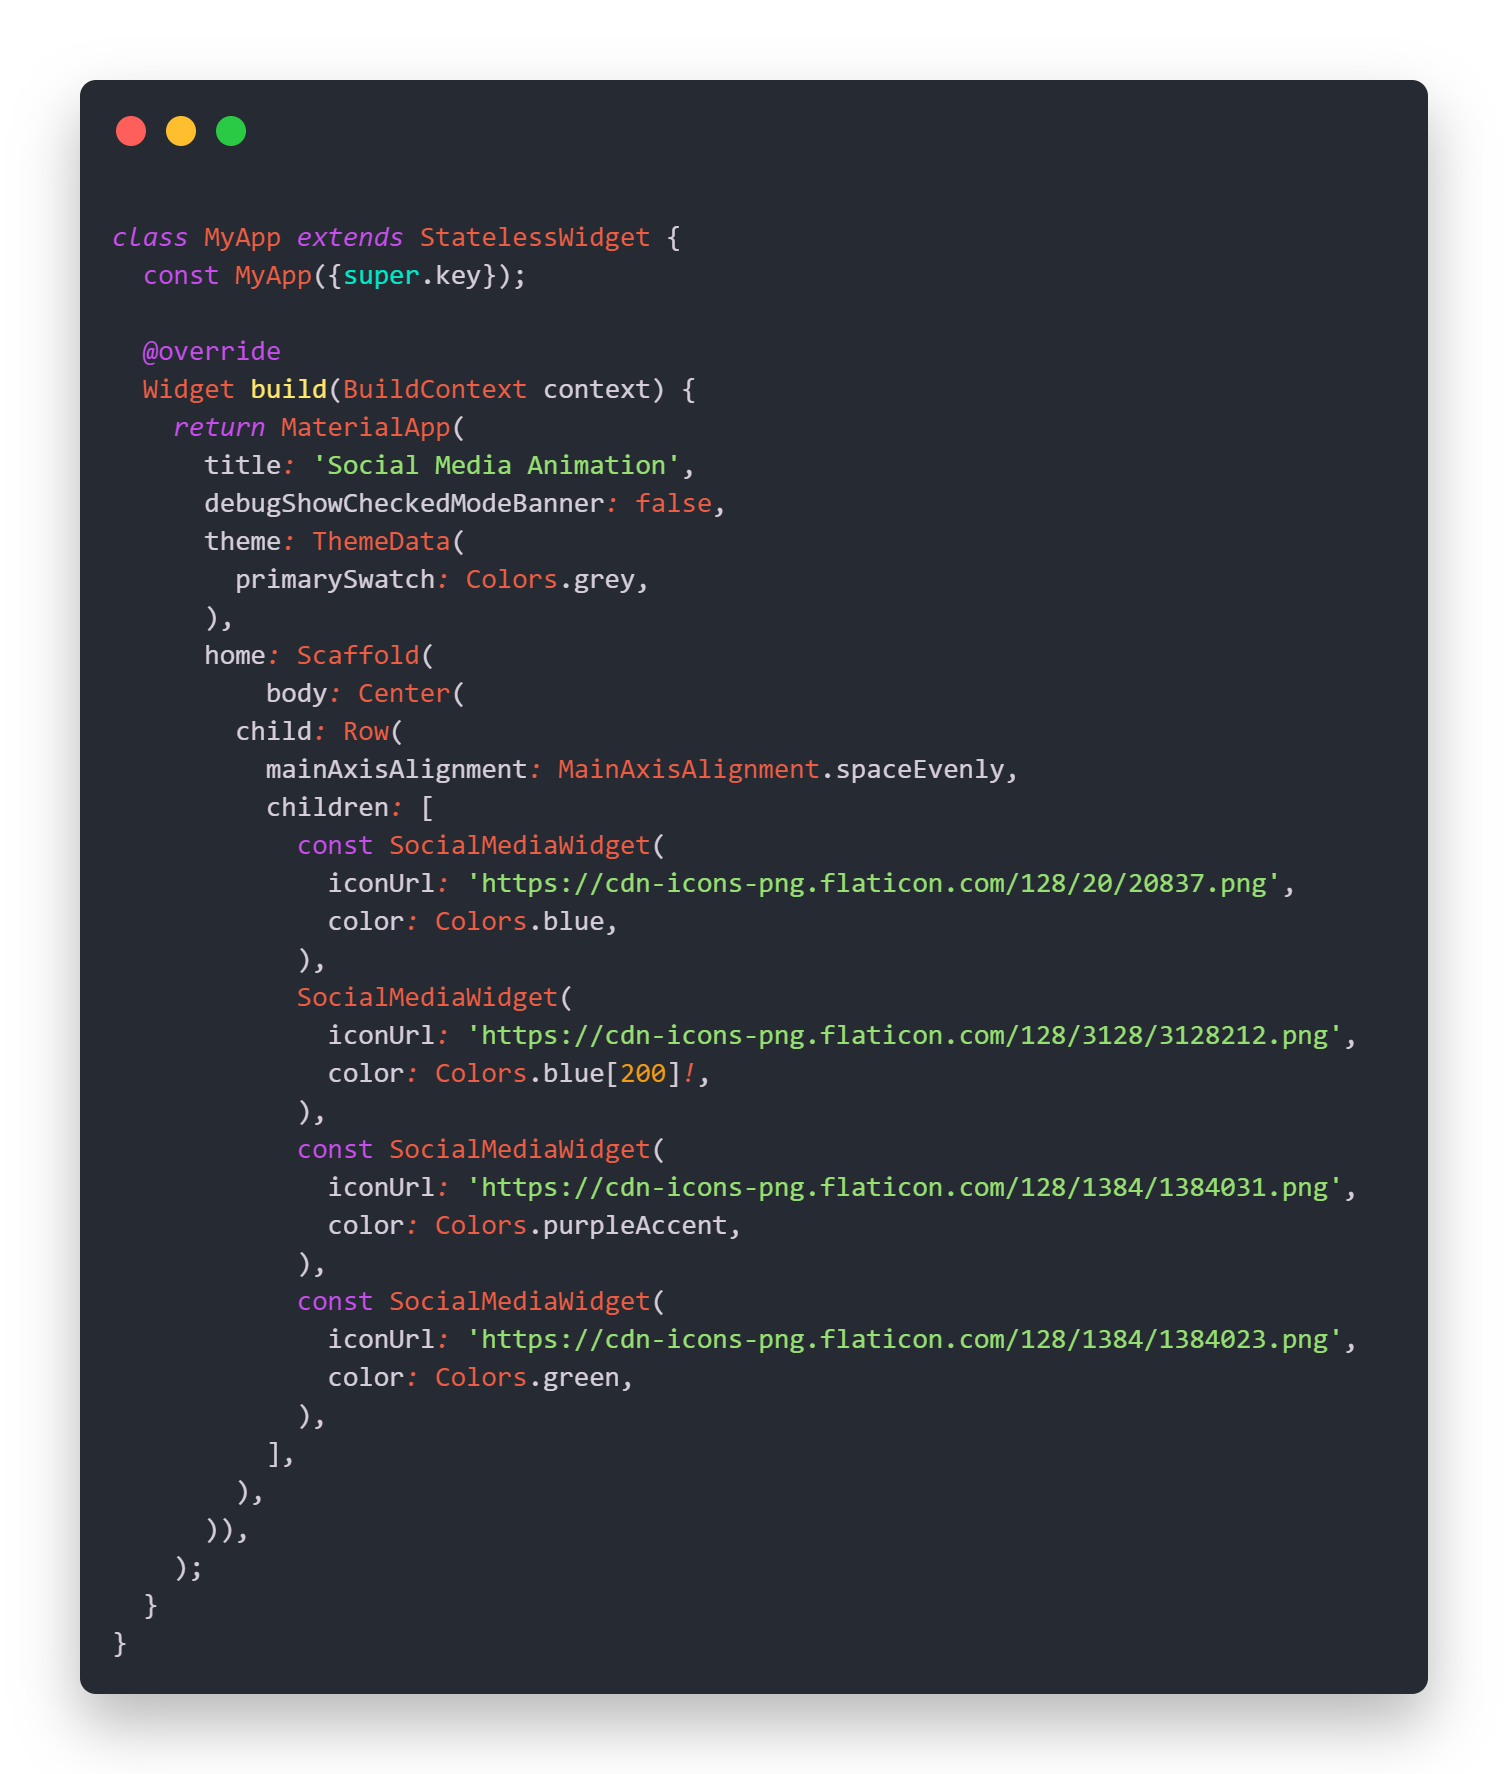 class MyApp extends StatelessWidget {
  const MyApp({super.key});

  @override
  Widget build(BuildContext context) {
    return MaterialApp(
      title: 'Social Media Animation',
      debugShowCheckedModeBanner: false,
      theme: ThemeData(
        primarySwatch: Colors.grey,
      ),
      home: Scaffold(
          body: Center(
        child: Row(
          mainAxisAlignment: MainAxisAlignment.spaceEvenly,
          children: [
            const SocialMediaWidget(
              iconUrl: 'https://cdn-icons-png.flaticon.com/128/20/20837.png',
              color: Colors.blue,
            ),
            SocialMediaWidget(
              iconUrl: 'https://cdn-icons-png.flaticon.com/128/3128/3128212.png',
              color: Colors.blue[200]!,
            ),
            const SocialMediaWidget(
              iconUrl: 'https://cdn-icons-png.flaticon.com/128/1384/1384031.png',
              color: Colors.purpleAccent,
            ),
            const SocialMediaWidget(
              iconUrl: 'https://cdn-icons-png.flaticon.com/128/1384/1384023.png',
              color: Colors.green,
            ),
          ],
        ),
      )),
    );
  }
}